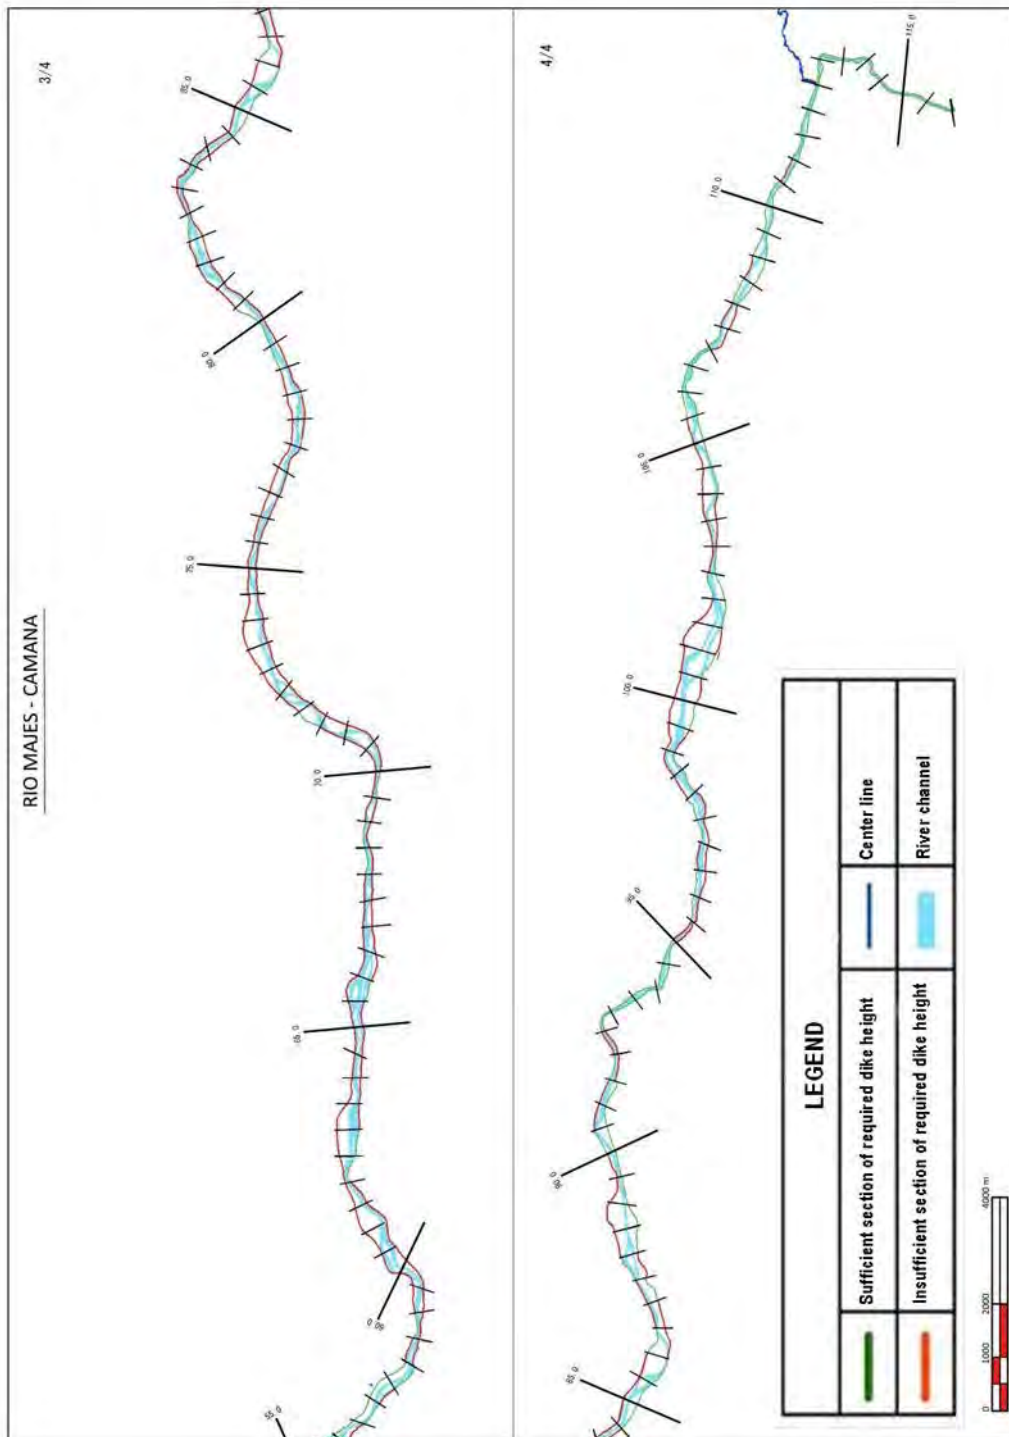 RIO MAJES - CAMANA
3/4
55.0
60.0
65.0
70.0
75.0
80.0
85.0
4/4
85.0
90.0
95.0
100.0
105.0
110.0
115.0
LEGEND
Sufficient section of required dike height
Center line
Insufficient section of required dike height
River channel
0 1000 2000 4000 m